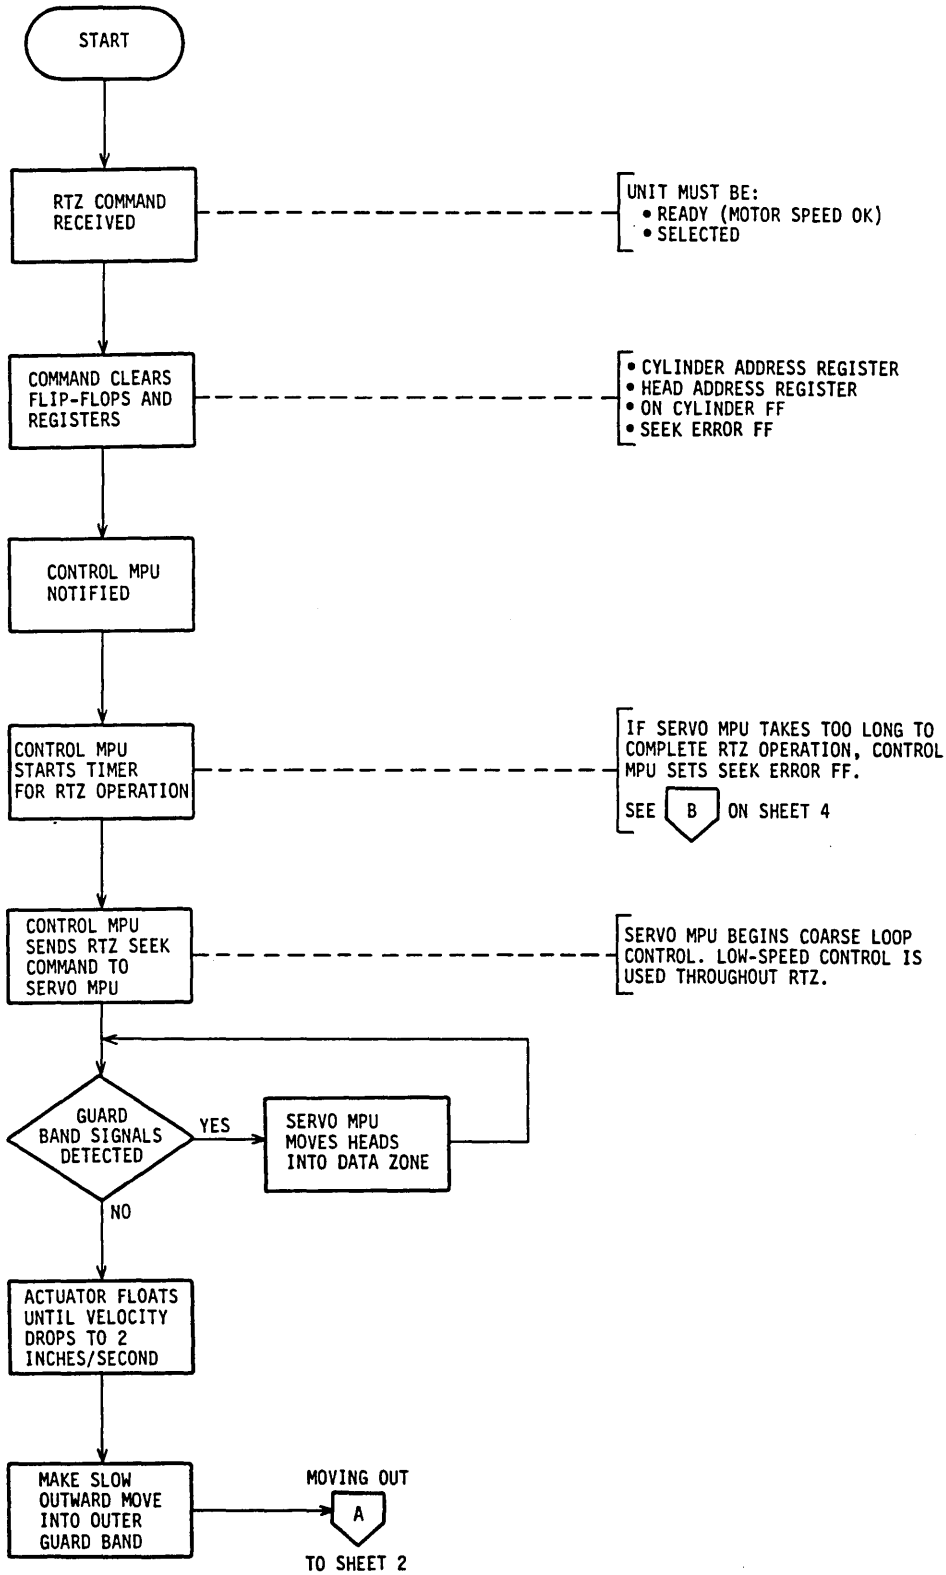 START
RTZ COMMAND
RECEIVED
UNIT MUST BE:
• READY (MOTOR SPEED OK)
• SELECTED
COMMAND CLEARS
FLIP-FLOPS AND
REGISTERS
• CYLINDER ADDRESS REGISTER
• HEAD ADDRESS REGISTER
• ON CYLINDER FF
• SEEK ERROR FF
CONTROL MPU
NOTIFIED
CONTROL MPU
STARTS TIMER
FOR RTZ OPERATION
IF SERVO MPU TAKES TOO LONG TO
COMPLETE RTZ OPERATION, CONTROL
MPU SETS SEEK ERROR FF.
SEE B ON SHEET 4
CONTROL MPU
SENDS RTZ SEEK
COMMAND TO
SERVO MPU
SERVO MPU BEGINS COARSE LOOP
CONTROL. LOW-SPEED CONTROL IS
USED THROUGHOUT RTZ.
GUARD
BAND SIGNALS
DETECTED
YES
SERVO MPU
MOVES HEADS
INTO DATA ZONE
NO
ACTUATOR FLOATS
UNTIL VELOCITY
DROPS TO 2
INCHES/SECOND
MAKE SLOW
OUTWARD MOVE
INTO OUTER
GUARD BAND
MOVING OUT
A
TO SHEET 2